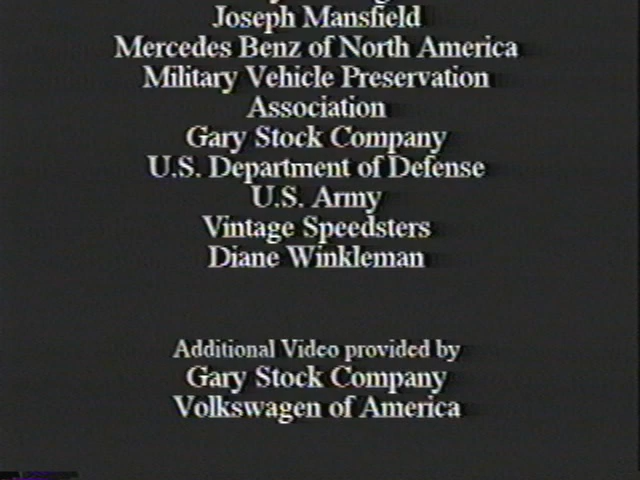 Joseph Mansfield
Mercedes Benz of North America
Military Vehicle Preservation
Association
Gary Stock Company
U.S. Department of Defense
U.S. Army
Vintage Speedsters
Diane Winkleman
Additional Video provided by
Gary Stock Company
Volkswagen of America